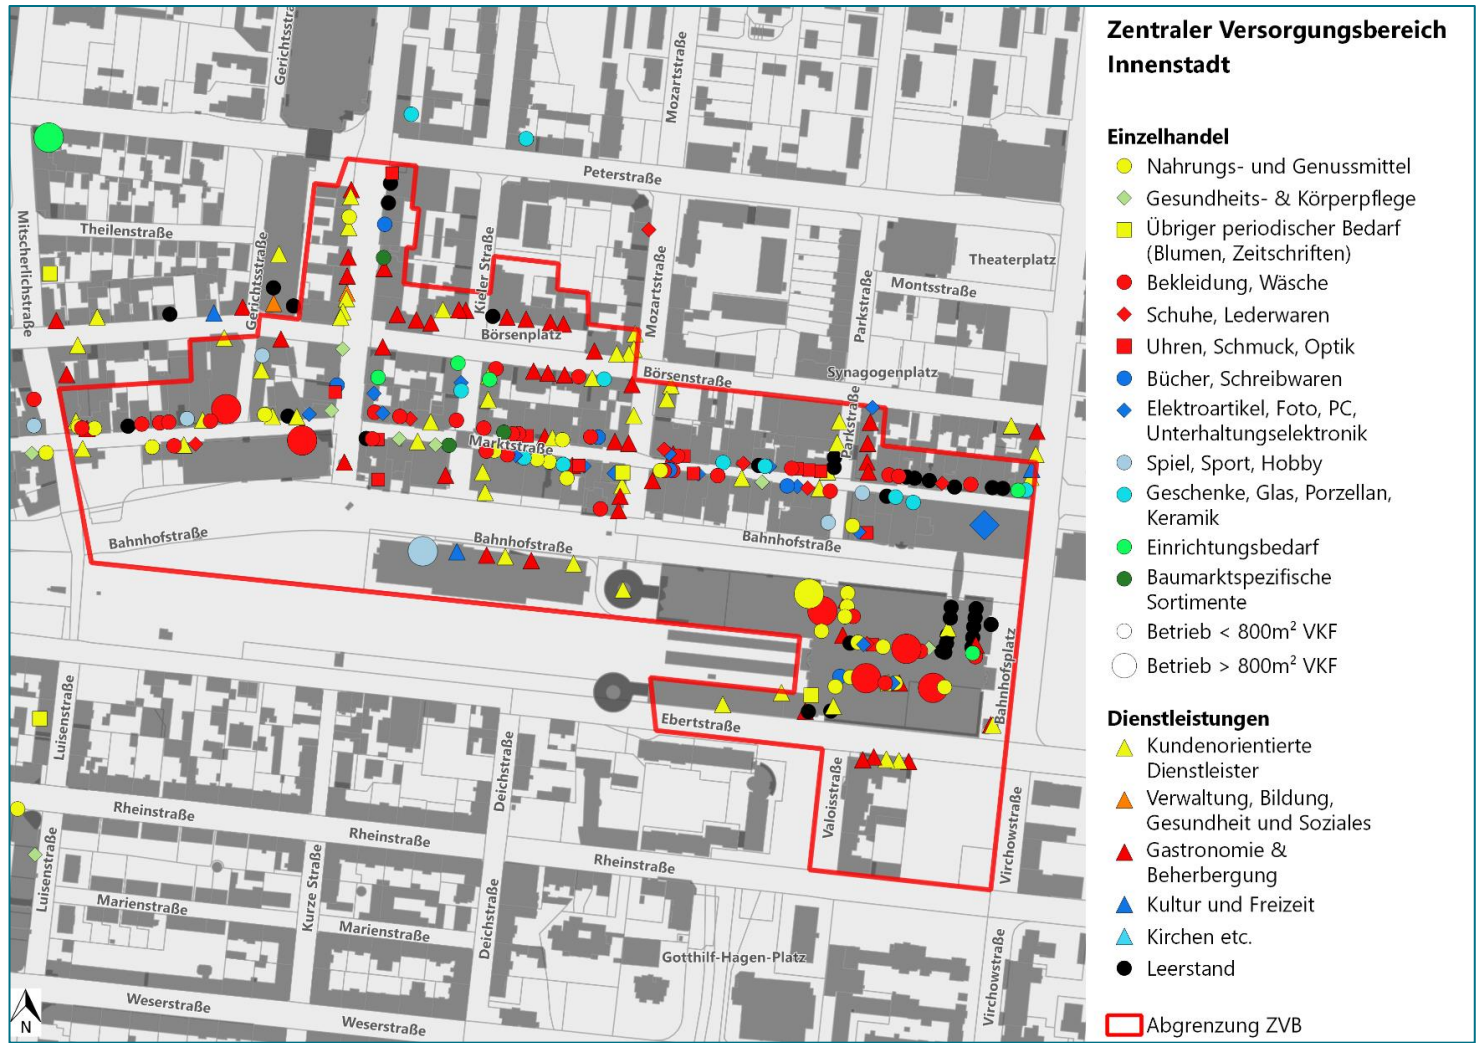 Zentraler Versorgungsbereich
Innenstadt
Einzelhandel
Nahrungs- und Genussmittel
Gesundheits- & Körperpflege
Übriger periodischer Bedarf
(Blumen, Zeitschriften)
Bekleidung, Wäsche
Schuhe, Lederwaren
Uhren, Schmuck, Optik
Bücher, Schreibwaren
Elektroartikel, Foto, PC,
Unterhaltungselektronik
Spiel, Sport, Hobby
Geschenke, Glas, Porzellan,
Keramik
Einrichtungsbedarf
Baumarktspezifische
Sortimente
Betrieb < 800m² VKF
Betrieb > 800m² VKF
Dienstleistungen
Kundenorientierte
Dienstleister
Verwaltung, Bildung,
Gesundheit und Soziales
Gastronomie &
Beherbergung
Kultur und Freizeit
Kirchen etc.
Leerstand
Abgrenzung ZVB
Gerichtsstra
Mozartstraße
Peterstraße
Theilenstraße
Mitscherlichstraße
Gerichtsstraße
Kieler Straße
Mozartstraße
Theaterplatz
Montsstraße
Parkstraße
Börsenplatz
Börsenstraße
Synagogenplatz
Parkstraße
Marktstraße
Bahnhofstraße
Bahnhofstraße
Bahnhofstraße
Bahnhofsplatz
Ebertstraße
Luisenstraße
Deichstraße
Valoisstraße
Virchowstraße
Rheinstraße
Rheinstraße
Rheinstraße
Luisenstraße
Kurze Straße
Deichstraße
Marienstraße
Marienstraße
Gotthilf-Hagen-Platz
Virchowstraße
Weserstraße
Weserstraße
N